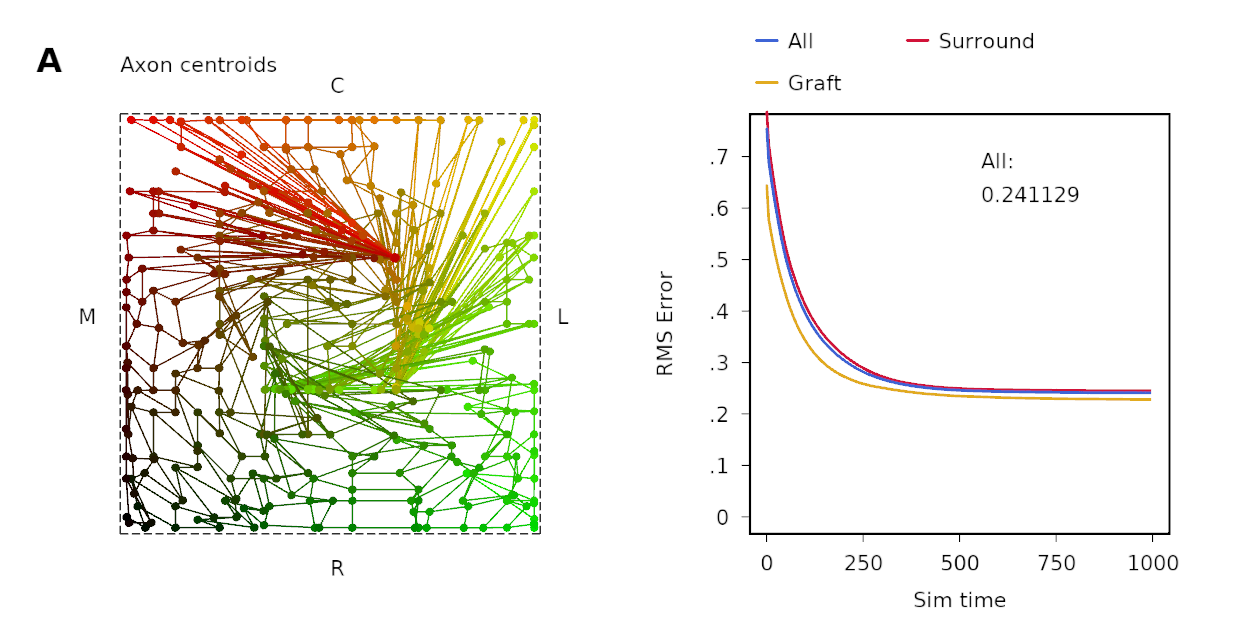 A
Axon centroids
C
M
L
R
All
Surround
Graft
All:
0.241129
RMS Error
.7
.6
.5
.4
.3
.2
.1
0
0 250 500 750 1000
Sim time